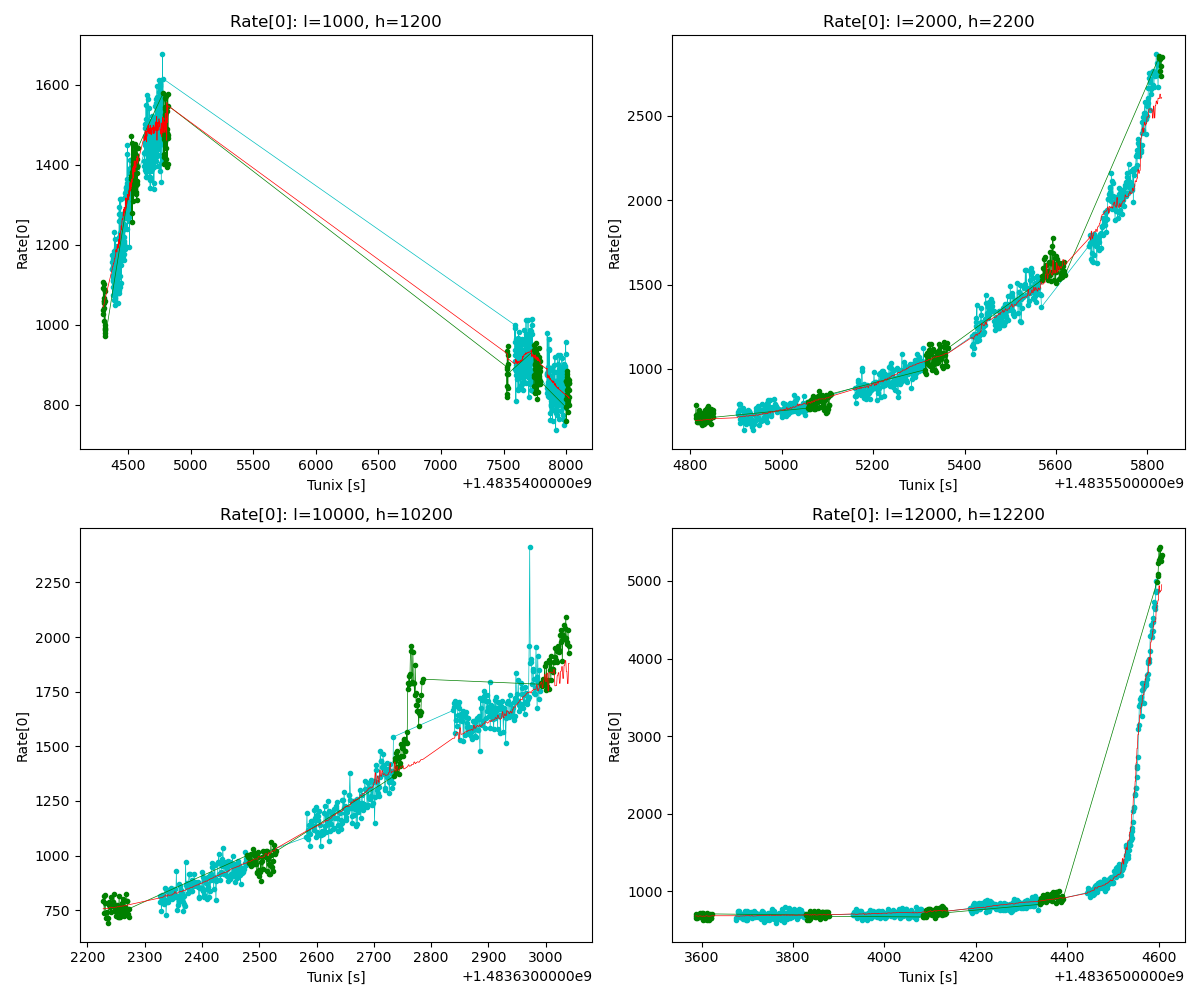 Rate[0]: l=1000, h=1200
Rate[0]
1600
1400
1200
1000
800
4500 5000 5500 6000 6500 7000 7500 8000
Tunix [s]
+1.4835400000e9
Rate[0]: l=2000, h=2200
Rate[0]
2500
2000
1500
1000
4800 5000 5200 5400 5600 5800
Tunix [s]
+1.4835500000e9
Rate[0]: l=10000, h=10200
Rate[0]
2250
2000
1750
1500
1250
1000
750
2200 2300 2400 2500 2600 2700 2800 2900 3000
Tunix [s]
+1.4836300000e9
Rate[0]: l=12000, h=12200
Rate[0]
5000
4000
3000
2000
1000
3600 3800 4000 4200 4400 4600
Tunix [s]
+1.4836500000e9